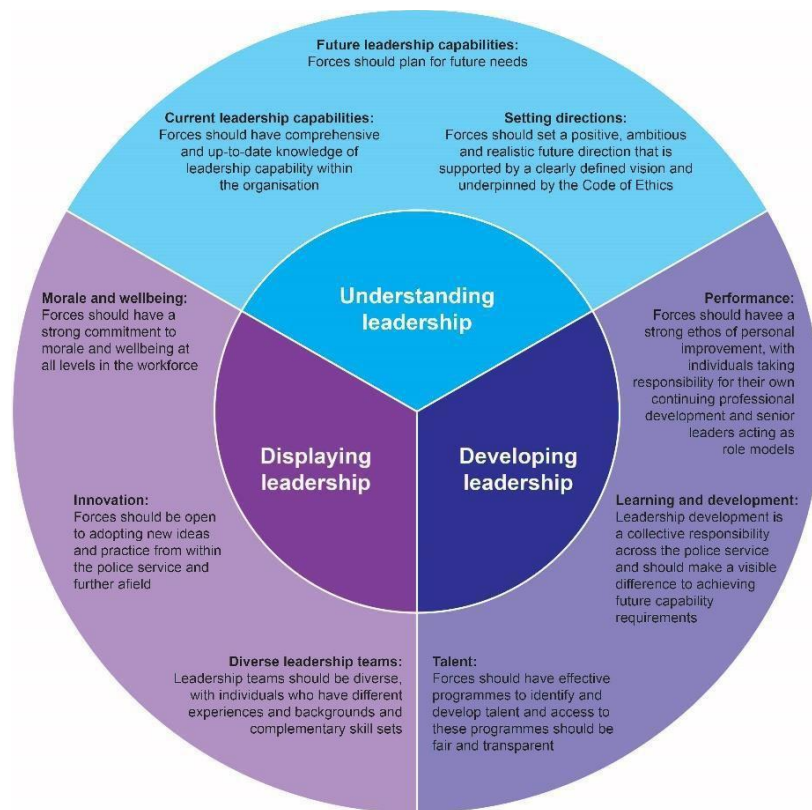 Future leadership capabilities:
Forces should plan for future needs
Current leadership capabilities:
Forces should have comprehensive
and up-to-date knowledge of
leadership capability within
the organisation
Setting directions:
Forces should set a positive, ambitious
and realistic future direction that is
supported by a clearly defined vision and
underpinned by the Code of Ethics
Understanding
leadership
Morale and wellbeing:
Forces should have a
strong commitment to
morale and wellbeing at
all levels in the workforce
Performance:
Forces should havee a
strong ethos of personal
improvement, with
individuals taking
responsibility for their own
continuing professional
development and senior
leaders acting as
role models
Displaying
leadership
Developing
leadership
Innovation:
Forces should be open
to adopting new ideas
and practice from within
the police service and
further afield
Learning and development:
Leadership development is
a collective responsibility
across the police service
and should make a visible
difference to achieving
future capability
requirements
Diverse leadership teams:
Leadership teams should be diverse,
with individuals who have different
experiences and backgrounds and
complementary skill sets
Talent:
Forces should have effective
programmes to identify and
develop talent and access to
these programmes should be
fair and transparent